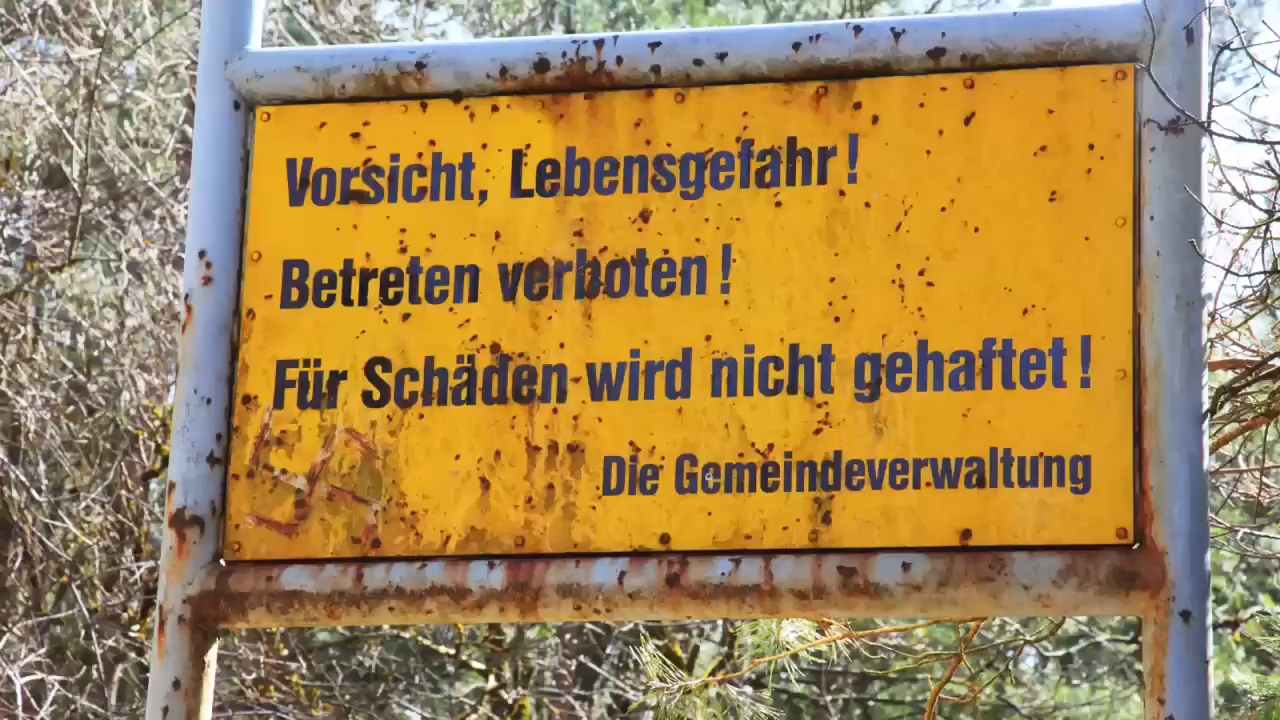 Vorsicht, Lebensgefahr!
Betreten verboten!
Für Schäden wird nicht gehaftet!
Die Gemeindeverwaltung